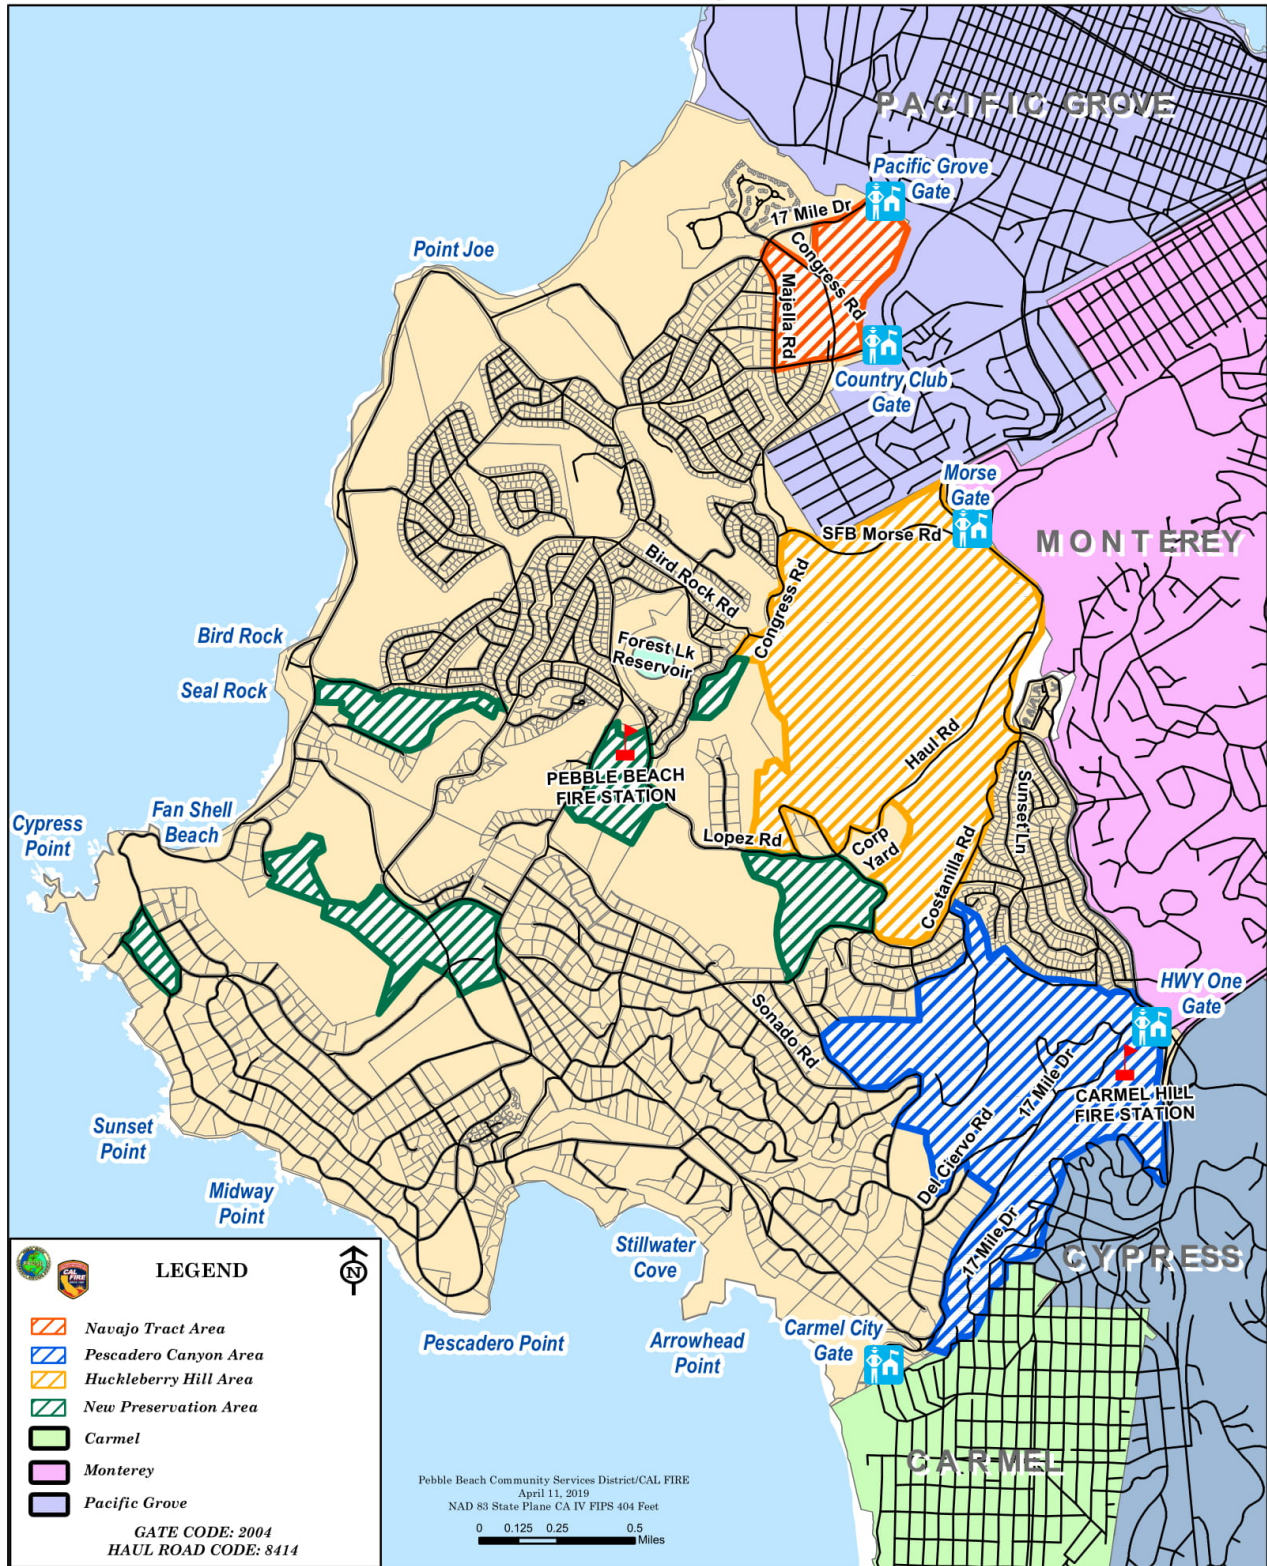 PACIFIC GROVE
Pacific Grove
Gate
17 Mile Dr
Congress Rd
Majella Rd
Point Joe
Country Club
Gate
Morse
Gate
SFB Morse Rd
MONTEREY
Bird Rock Rd
Congress Rd
Bird Rock
Forest Lk
Reservoir
Seal Rock
Haul Rd
PEBBLE BEACH
FIRE STATION
Sunset Ln
Fan Shell
Beach
Cypress
Point
Lopez Rd
Corp
Yard
Costanilla Rd
HWY One
Gate
Sonado Rd
17 Mile Dr
CARMEL HILL
FIRE STATION
Sunset
Point
Del Ciervo Rd
Midway
Point
17 Mile Dr
Stillwater
Cove
CYPRESS
Pescadero Point
Arrowhead
Point
Carmel City
Gate
CARMEL
CAL
FIRE
LEGEND
N
Navajo Tract Area
Pescadero Canyon Area
Huckleberry Hill Area
New Preservation Area
Carmel
Monterey
Pacific Grove
GATE CODE: 2004
HAUL ROAD CODE: 8414
Pebble Beach Community Services District/CAL FIRE
April 11, 2019
NAD 83 State Plane CA IV FIPS 404 Feet
0 0.125 0.25 0.5
Miles